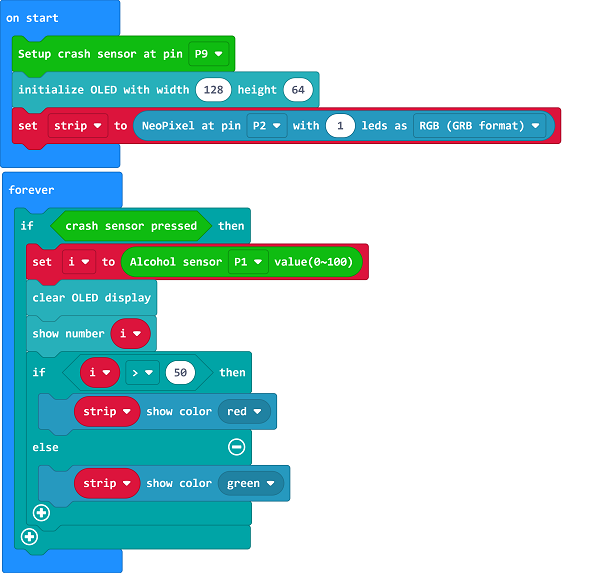 on start
Setup crash sensor at pin P9
initialize OLED with width 128 height 64
set strip to NeoPixel at pin P2 with 1 leds as RGB (GRB format)
forever
if crash sensor pressed then
set i to Alcohol sensor P1 value(0~100)
clear OLED display
show number i
if i > 50 then
strip show color red
else
strip show color green